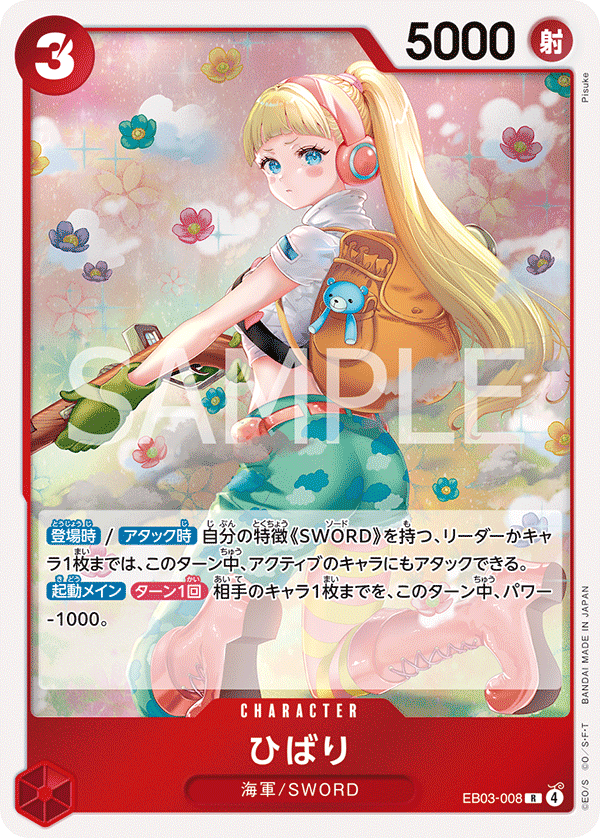 3
5000
射
Pisuke
SAMPLE
登場時 / アタック時 自分の特徴《SWORD》を持つ、リーダーかキャ
ラ1枚までは、このターン中、アクティブのキャラにもアタックできる。
起動メイン ターン1回 相手のキャラ1枚までを、このターン中、パワー
-1000。
CHARACTER
ひばり
海軍/SWORD
EB03-008 R 4
©E.O/S ©O/S・F・T BANDAI MADE IN JAPAN